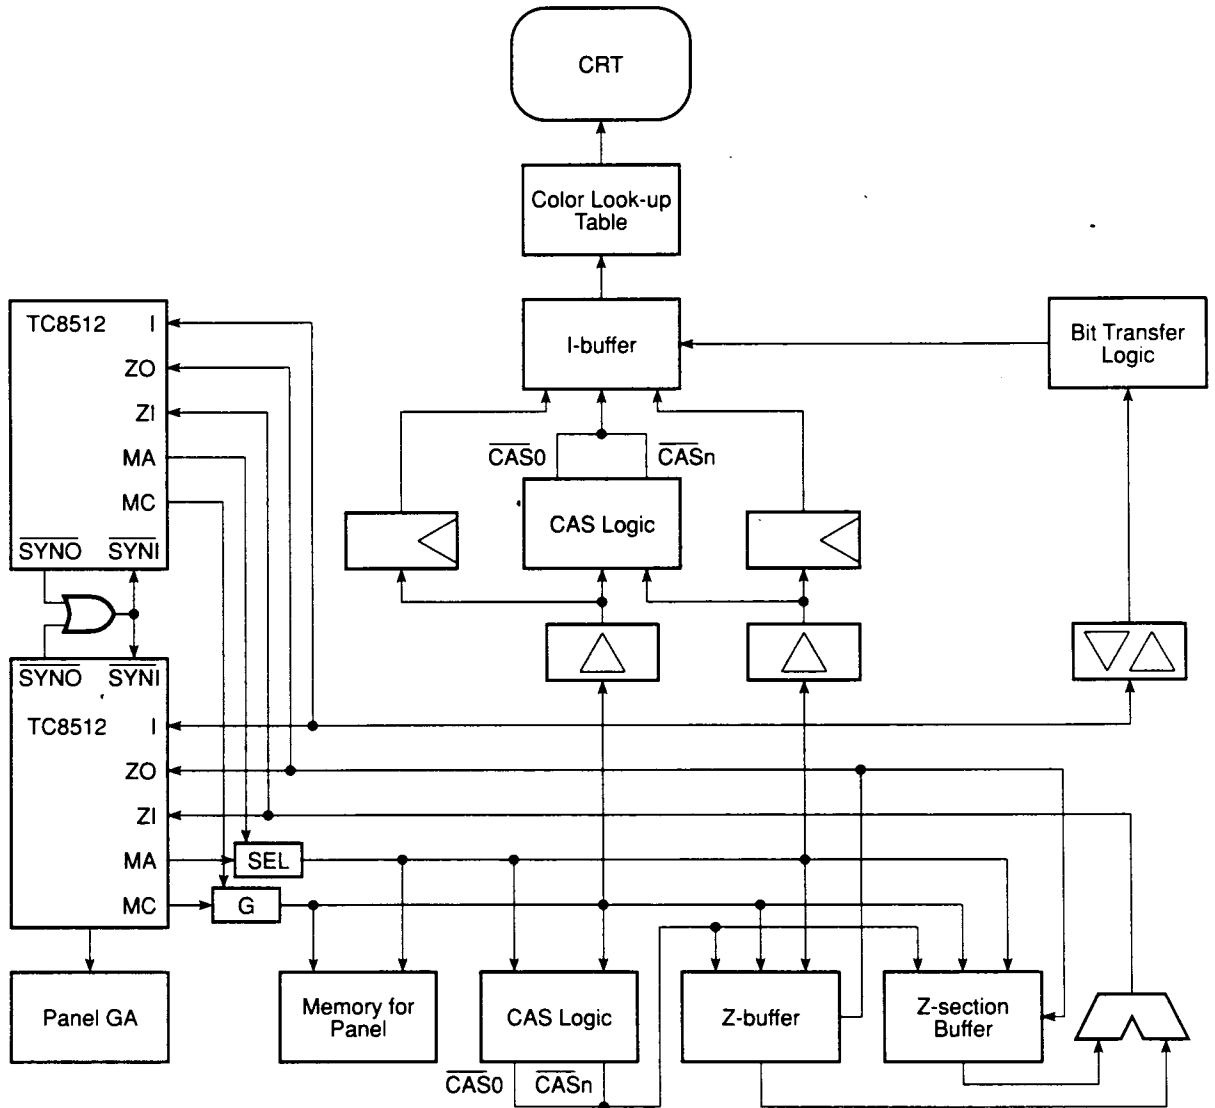 CRT
Color Look-up
Table
TC8512 I
I-buffer
Bit Transfer
Logic
ZO
ZI
MA
CAS0 CASn
MC
CAS Logic
SYNO SYNI
SYNO SYNI
TC8512 I
ZO
ZI
MA
SEL
MC
G
Panel GA
Memory for
Panel
CAS Logic
Z-buffer
Z-section
Buffer
CAS0 CASn